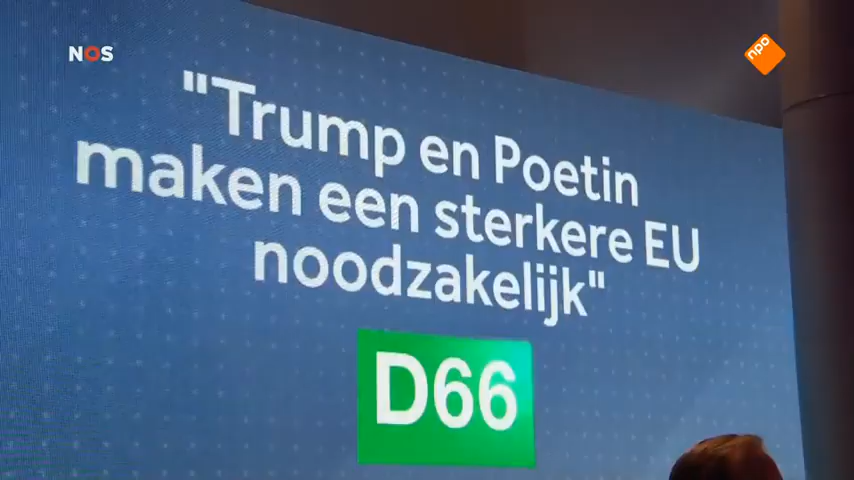 NOS
npo
"Trump en Poetin
maken een sterkere EU
noodzakelijk"
D66